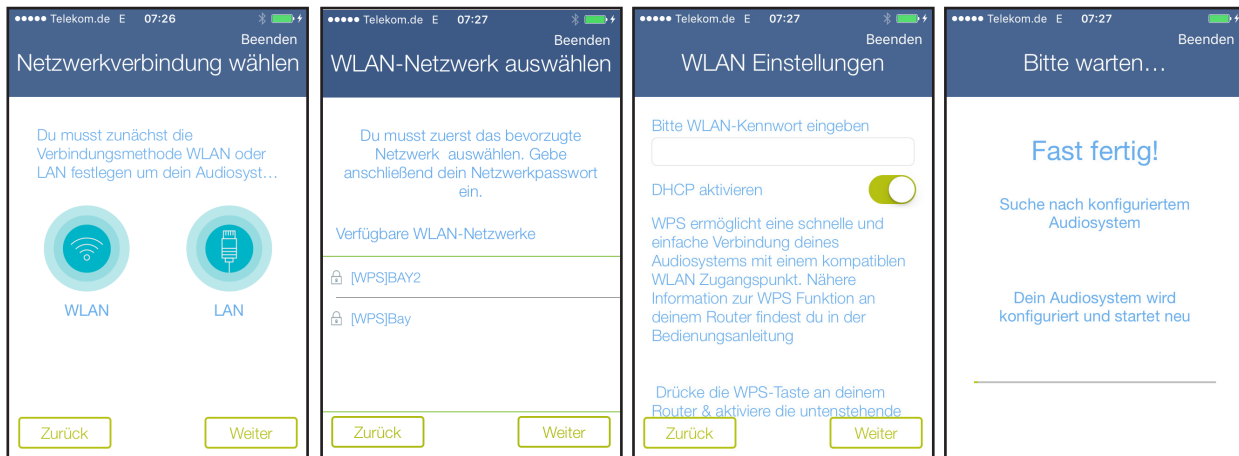 Telekom.de E 07:26
Beenden
Netzwerkverbindung wählen
Du musst zunächst die
Verbindungsmethode WLAN oder
LAN festlegen um dein Audiosyst…
WLAN LAN
Zurück Weiter
Telekom.de E 07:27
Beenden
WLAN-Netzwerk auswählen
Du musst zuerst das bevorzugte
Netzwerk auswählen. Gebe
anschließend dein Netzwerkpasswort
ein.
Verfügbare WLAN-Netzwerke
[WPS]BAY2
[WPS]Bay
Zurück Weiter
Telekom.de E 07:27
Beenden
WLAN Einstellungen
Bitte WLAN-Kennwort eingeben
DHCP aktivieren
WPS ermöglicht eine schnelle und
einfache Verbindung deines
Audiosystems mit einem kompatiblen
WLAN Zugangspunkt. Nähere
Information zur WPS Funktion an
deinem Router findest du in der
Bedienungsanleitung
Drücke die WPS-Taste an deinem
Router & aktiviere die untenstehende
Zurück Weiter
Telekom.de E 07:27
Beenden
Bitte warten…
Fast fertig!
Suche nach konfiguriertem
Audiosystem
Dein Audiosystem wird
konfiguriert und startet neu